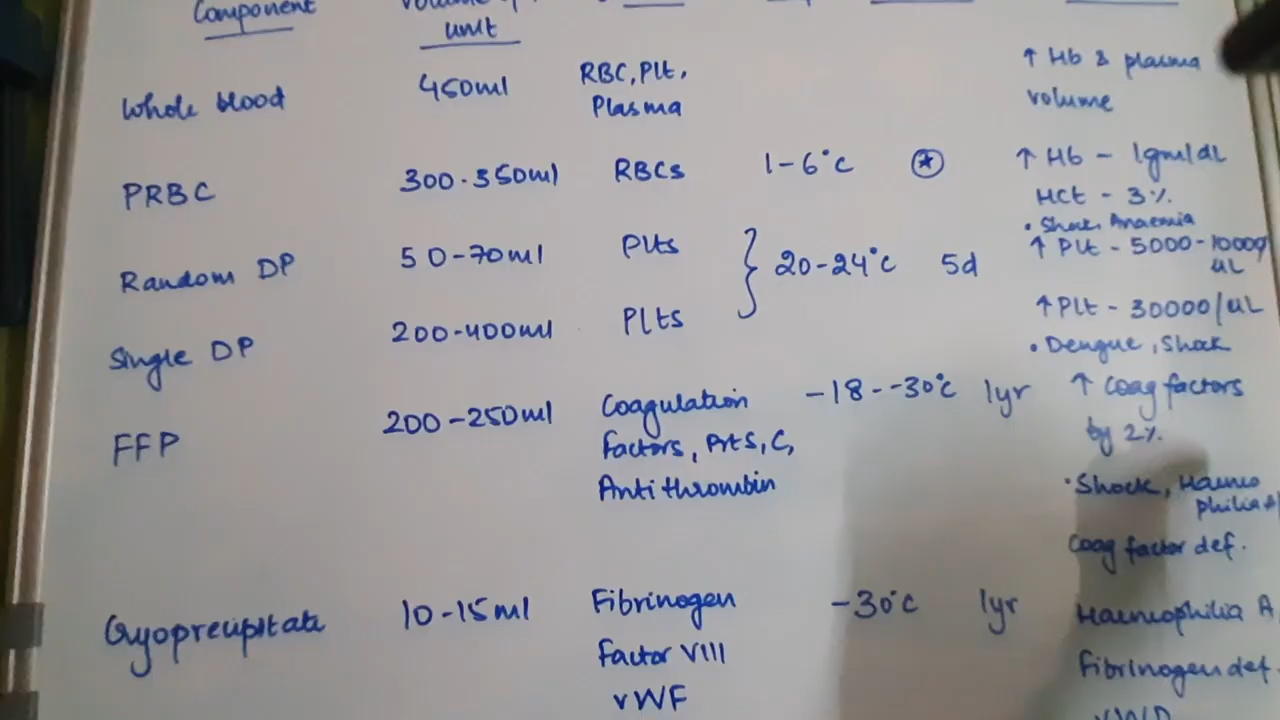 Component
Volume
unit
Whole blood 450ml RBC, Plt, Plasma ↑ Hb & plasma volume
PRBC 300-350ml RBCs 1-6°c * ↑ Hb - 1gm/dL
HCt - 3%
• Shock, Anaemia
Random DP 50-70ml Plts } 20-24°c 5d ↑ Plt - 5000-10000/
uL
Single DP 200-400ml Plts ↑ Plt - 30000/uL
• Dengue, Shock
FFP 200-250ml Coagulation -18--30°c 1yr ↑ Coag factors
factors, Prt S, C, by 2%.
Antithrombin • Shock, Haemo
philia
Coag factor def.
Cryoprecipitate 10-15ml Fibrinogen -30°c 1yr Haemophilia A
factor VIII Fibrinogen def.
vWF vWD